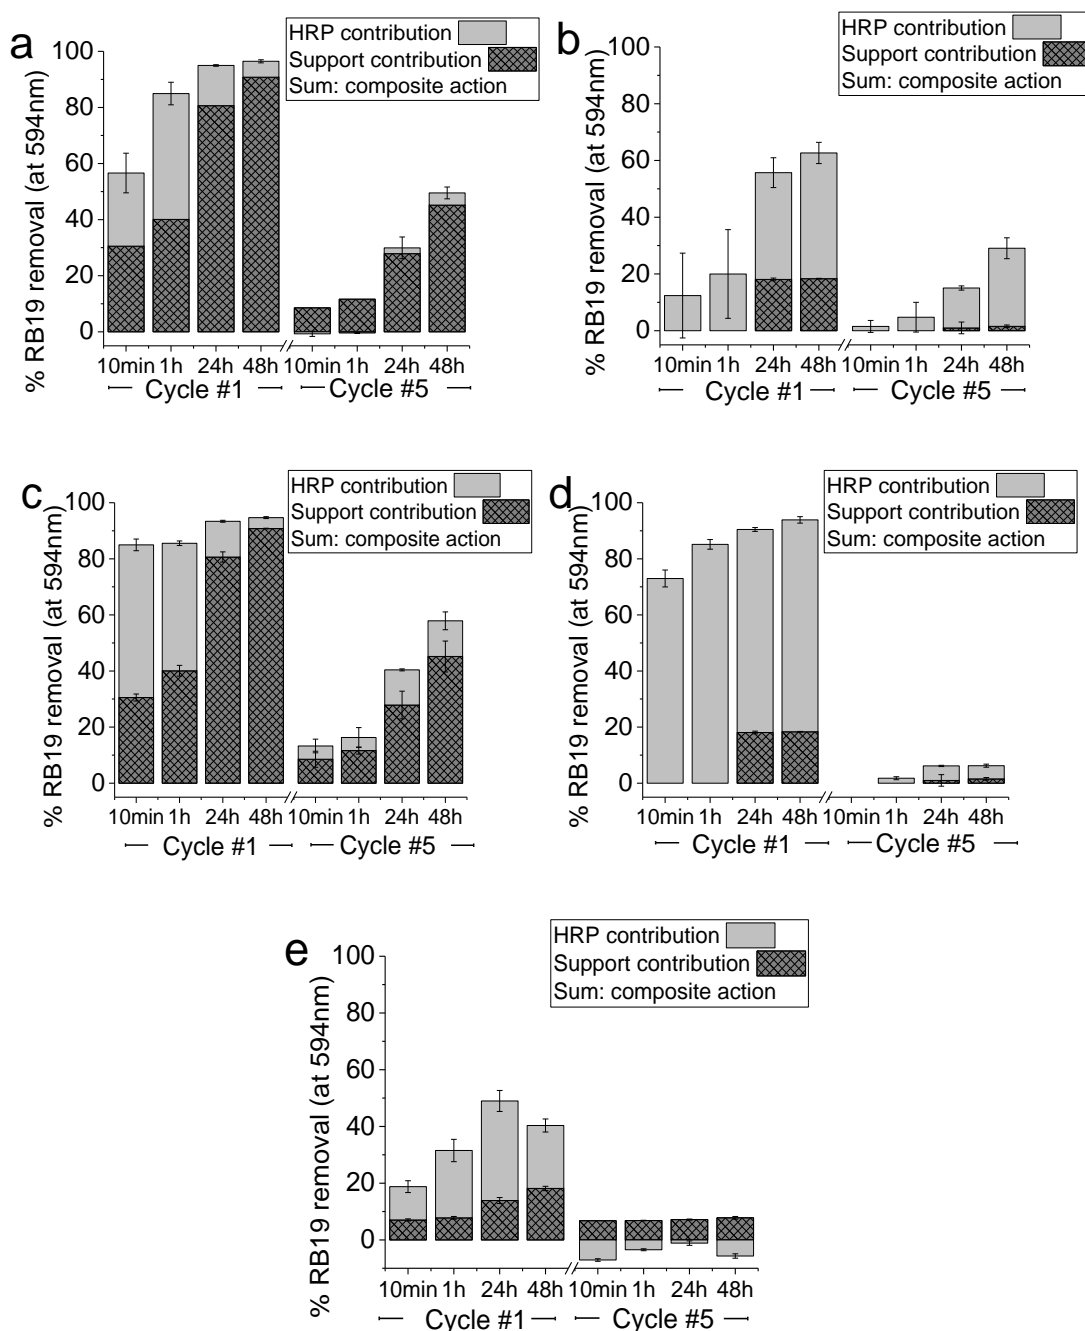 a
HRP contribution
Support contribution
Sum: composite action
% RB19 removal (at 594nm)
100
80
60
40
20
0
10min 1h 24h 48h 10min 1h 24h 48h
Cycle #1 Cycle #5
b
HRP contribution
Support contribution
Sum: composite action
% RB19 removal (at 594nm)
100
80
60
40
20
0
10min 1h 24h 48h 10min 1h 24h 48h
Cycle #1 Cycle #5
c
HRP contribution
Support contribution
Sum: composite action
% RB19 removal (at 594nm)
100
80
60
40
20
0
10min 1h 24h 48h 10min 1h 24h 48h
Cycle #1 Cycle #5
d
HRP contribution
Support contribution
Sum: composite action
% RB19 removal (at 594nm)
100
80
60
40
20
0
10min 1h 24h 48h 10min 1h 24h 48h
Cycle #1 Cycle #5
e
HRP contribution
Support contribution
Sum: composite action
% RB19 removal (at 594nm)
100
80
60
40
20
0
10min 1h 24h 48h 10min 1h 24h 48h
Cycle #1 Cycle #5